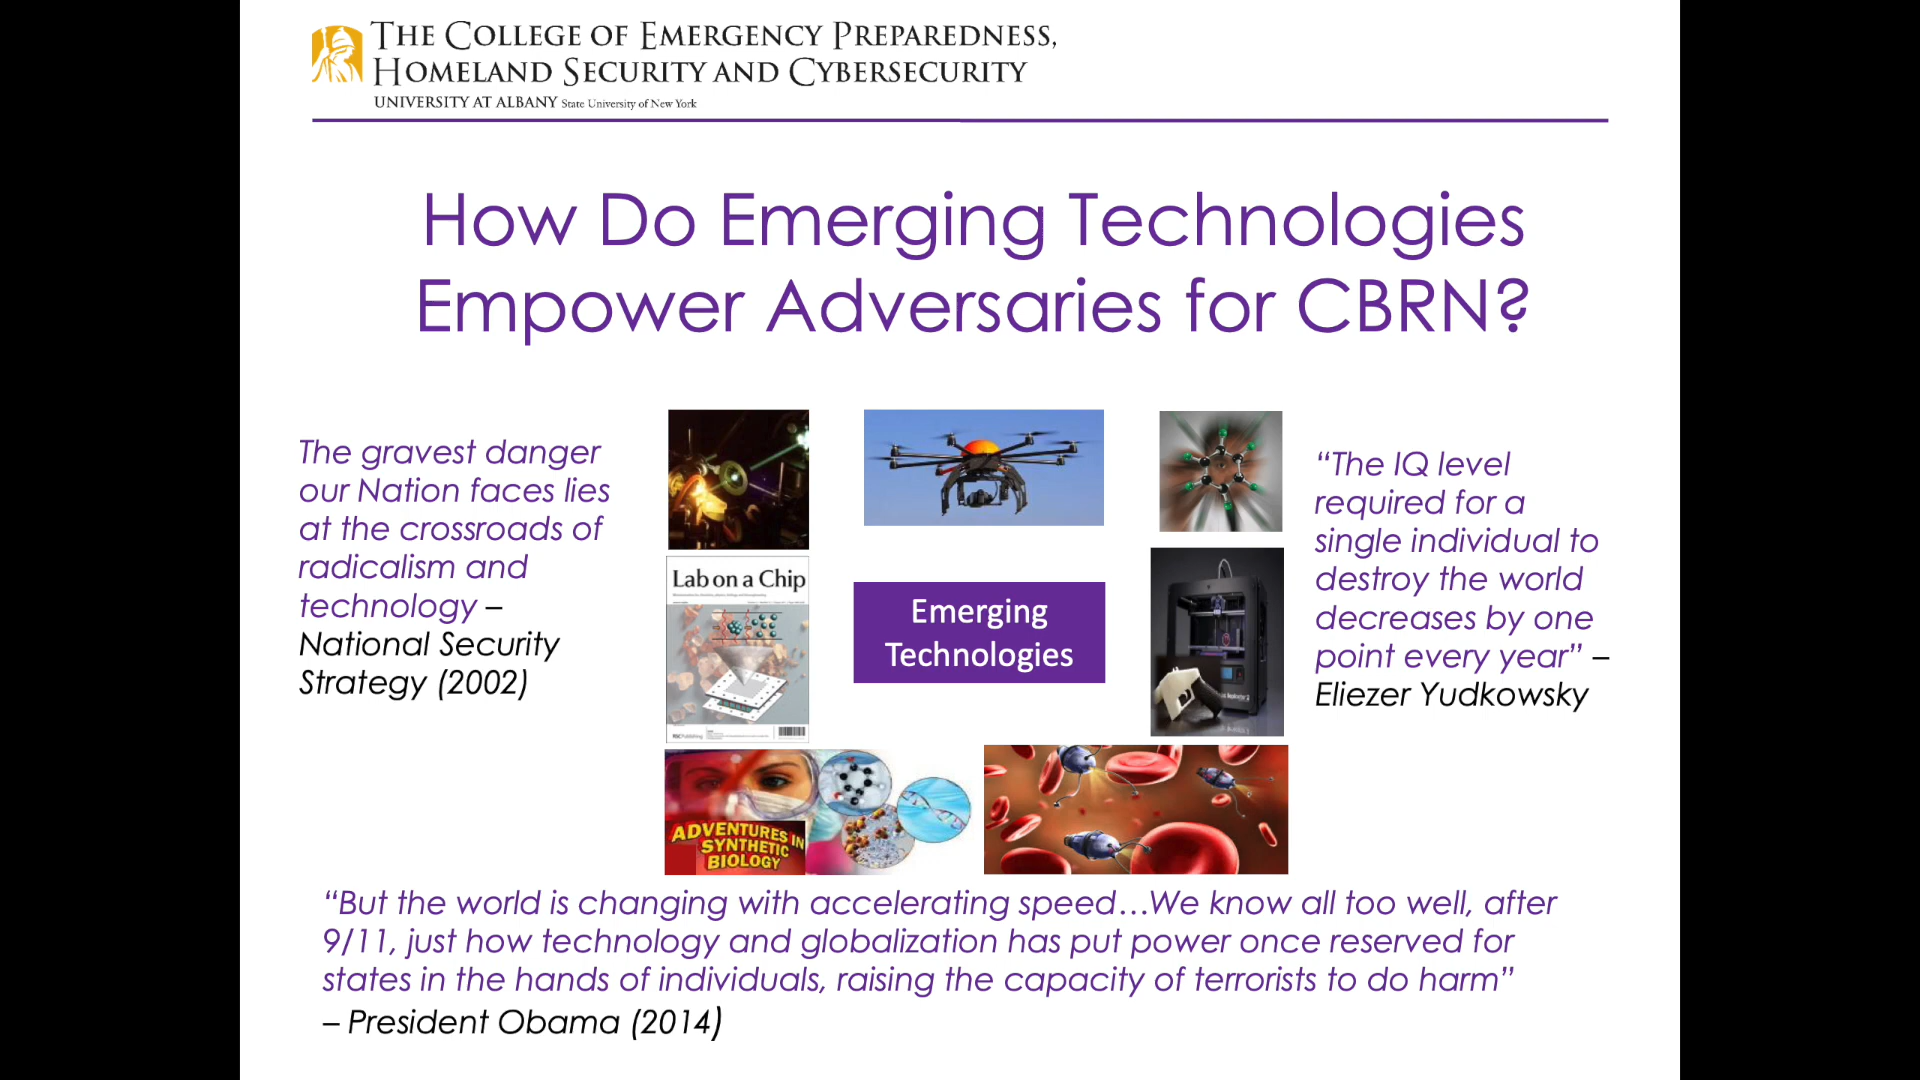 THE COLLEGE OF EMERGENCY PREPAREDNESS,
HOMELAND SECURITY AND CYBERSECURITY
UNIVERSITY AT ALBANY State University of New York
How Do Emerging Technologies
Empower Adversaries for CBRN?
The gravest danger
our Nation faces lies
at the crossroads of
radicalism and
technology –
National Security
Strategy (2002)
Lab on a Chip
Emerging
Technologies
“The IQ level
required for a
single individual to
destroy the world
decreases by one
point every year” –
Eliezer Yudkowsky
ADVENTURES IN
SYNTHETIC
BIOLOGY
“But the world is changing with accelerating speed…We know all too well, after
9/11, just how technology and globalization has put power once reserved for
states in the hands of individuals, raising the capacity of terrorists to do harm”
– President Obama (2014)